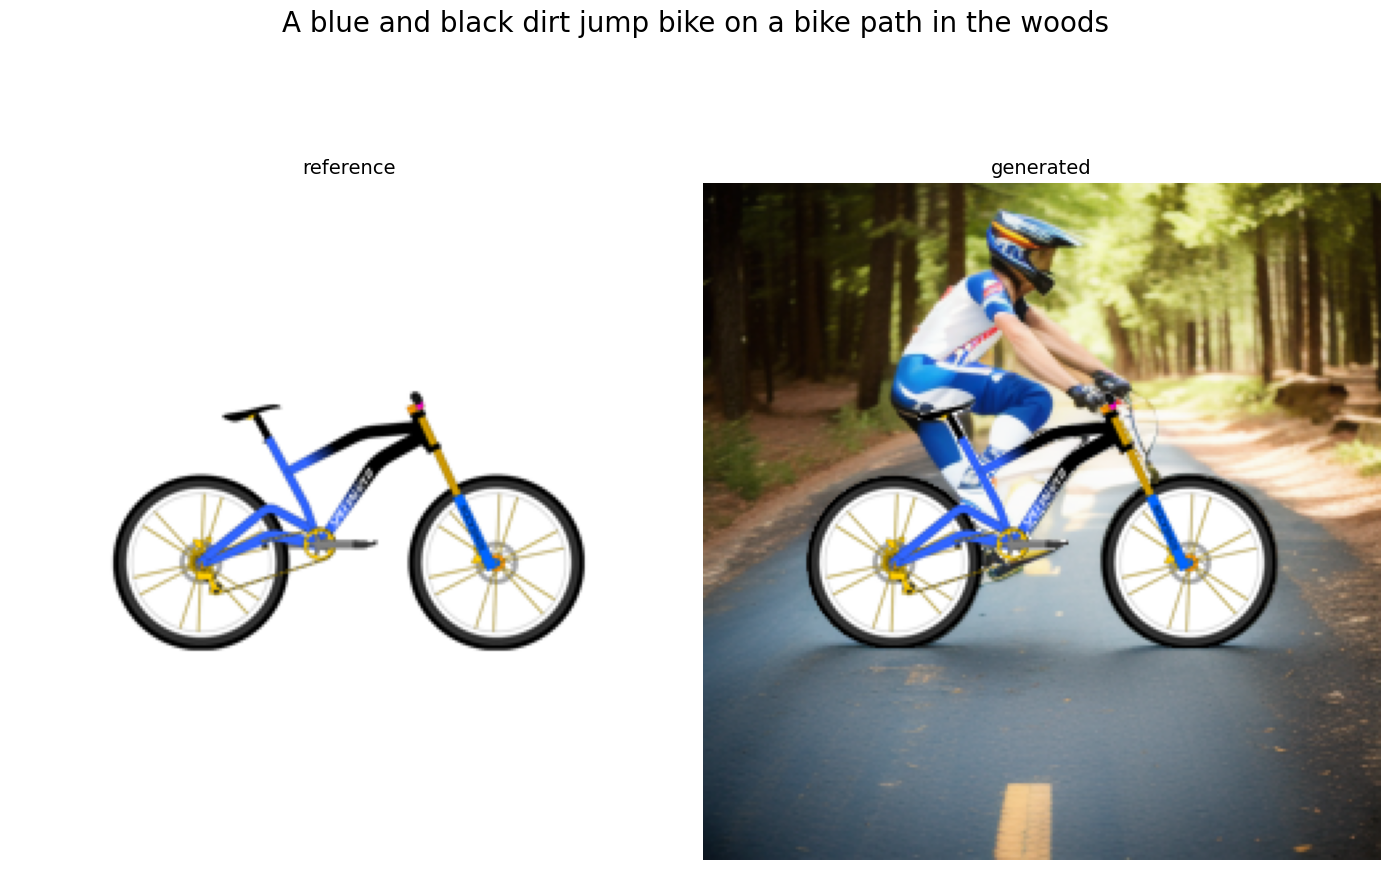 A blue and black dirt jump bike on a bike path in the woods
reference
generated